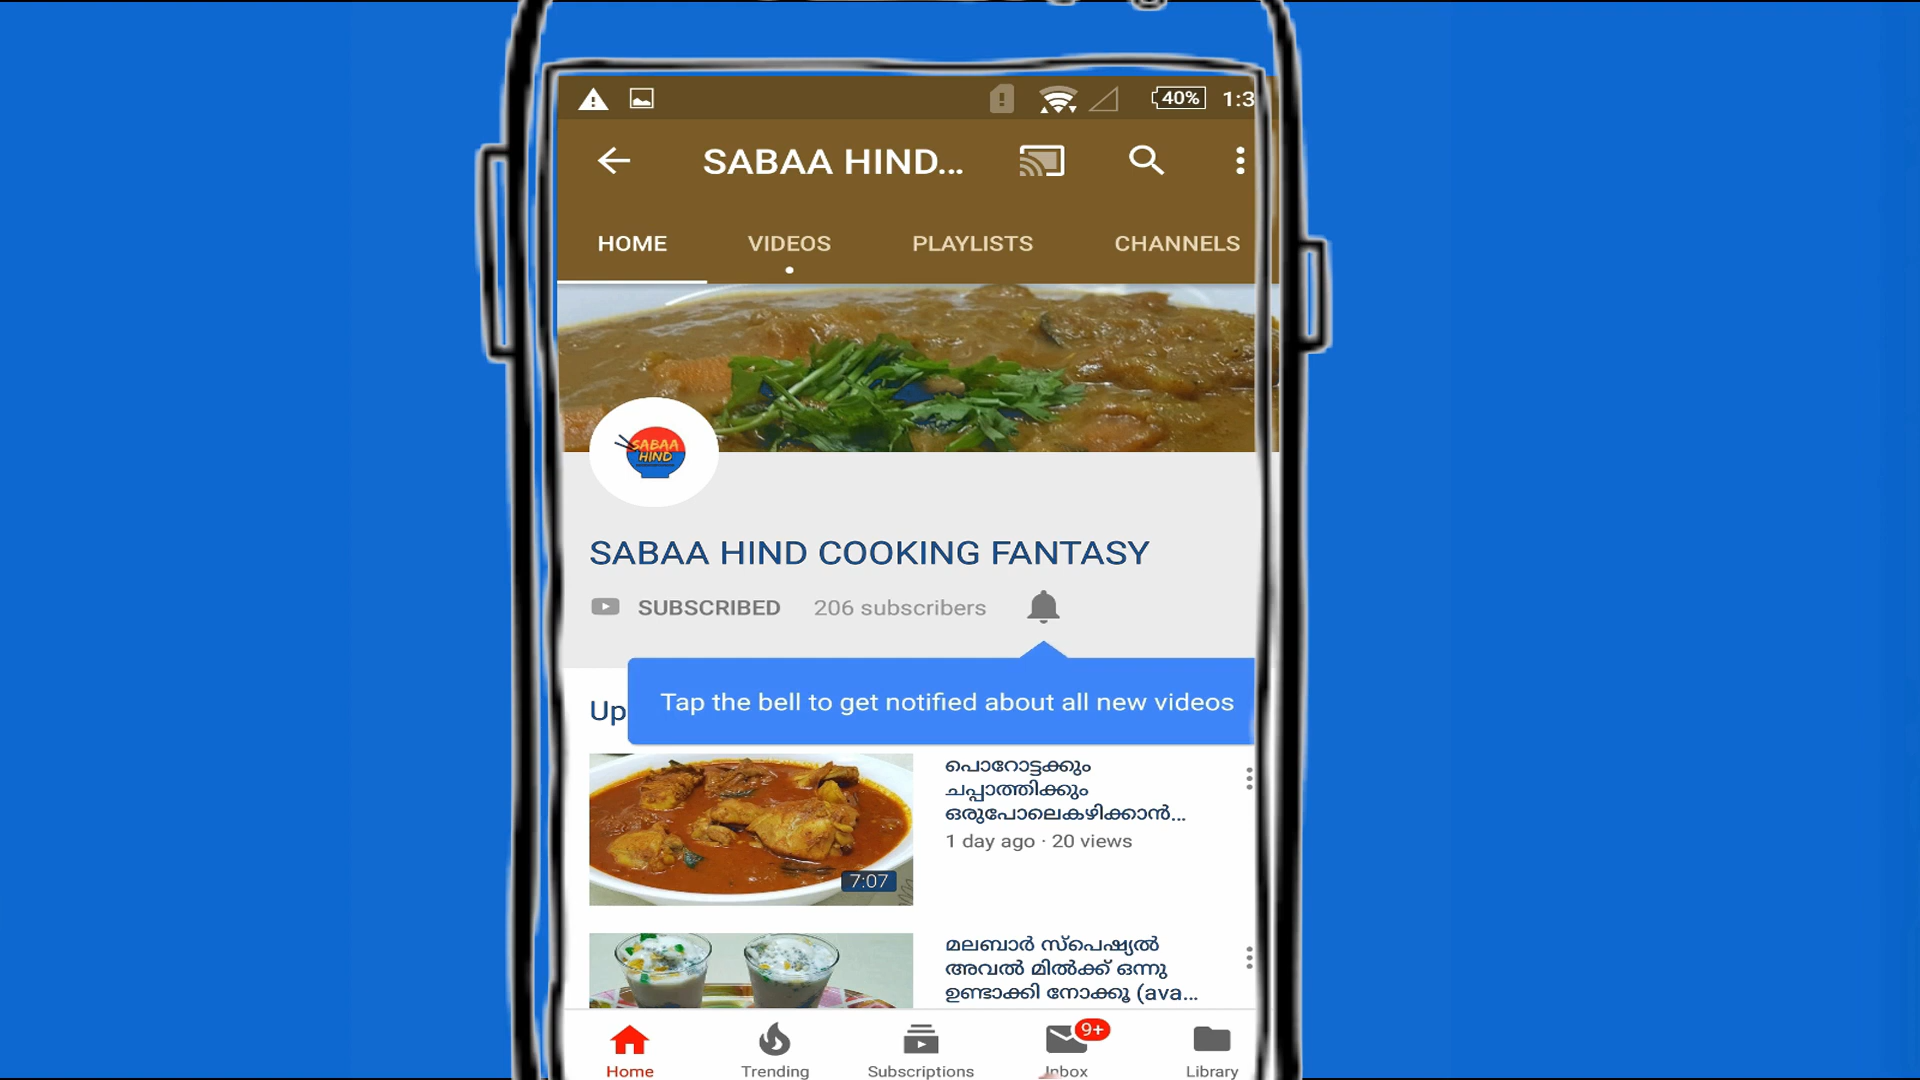 40% 1:3
SABAA HIND...
HOME VIDEOS PLAYLISTS CHANNELS
SABAA
HIND
SABAA HIND COOKING FANTASY
SUBSCRIBED 206 subscribers
Tap the bell to get notified about all new videos
Up
പൊറോട്ടക്കും
ചപ്പാത്തിക്കും
ഒരുപോലെകഴിക്കാൻ...
1 day ago · 20 views
7:07
മലബാർ സ്പെഷ്യൽ
അവൽ മിൽക്ക് ഒന്നു
ഉണ്ടാക്കി നോക്കൂ (ava...
9+
Home Trending Subscriptions Inbox Library